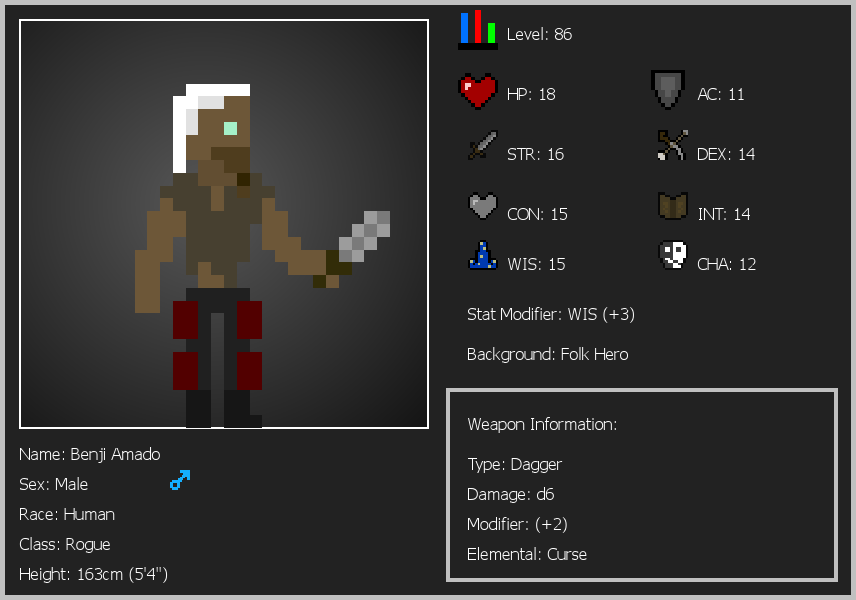 Level: 86
HP: 18
AC: 11
STR: 16
DEX: 14
CON: 15
INT: 14
WIS: 15
CHA: 12
Stat Modifier: WIS (+3)
Background: Folk Hero
Weapon Information:
Type: Dagger
Damage: d6
Modifier: (+2)
Elemental: Curse
Name: Benji Amado
Sex: Male
Race: Human
Class: Rogue
Height: 163cm (5'4")